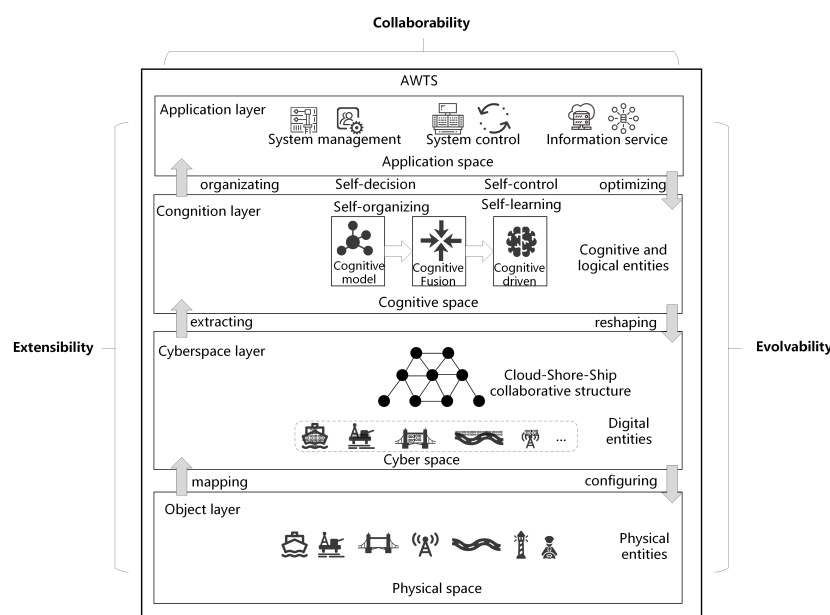 Collaborability
AWTS
Application layer
System management
System control
Information service
Application space
organizating
Self-decision
Self-control
optimizing
Congnition layer
Self-organizing
Self-learning
Cognitive
model
Cognitive
Fusion
Cognitive
driven
Cognitive and
logical entities
Cognitive space
extracting
reshaping
Extensibility
Evolvability
Cyberspace layer
Cloud-Shore-Ship
collaborative structure
Digital
entities
...
Cyber space
mapping
configuring
Object layer
Physical
entities
Physical space